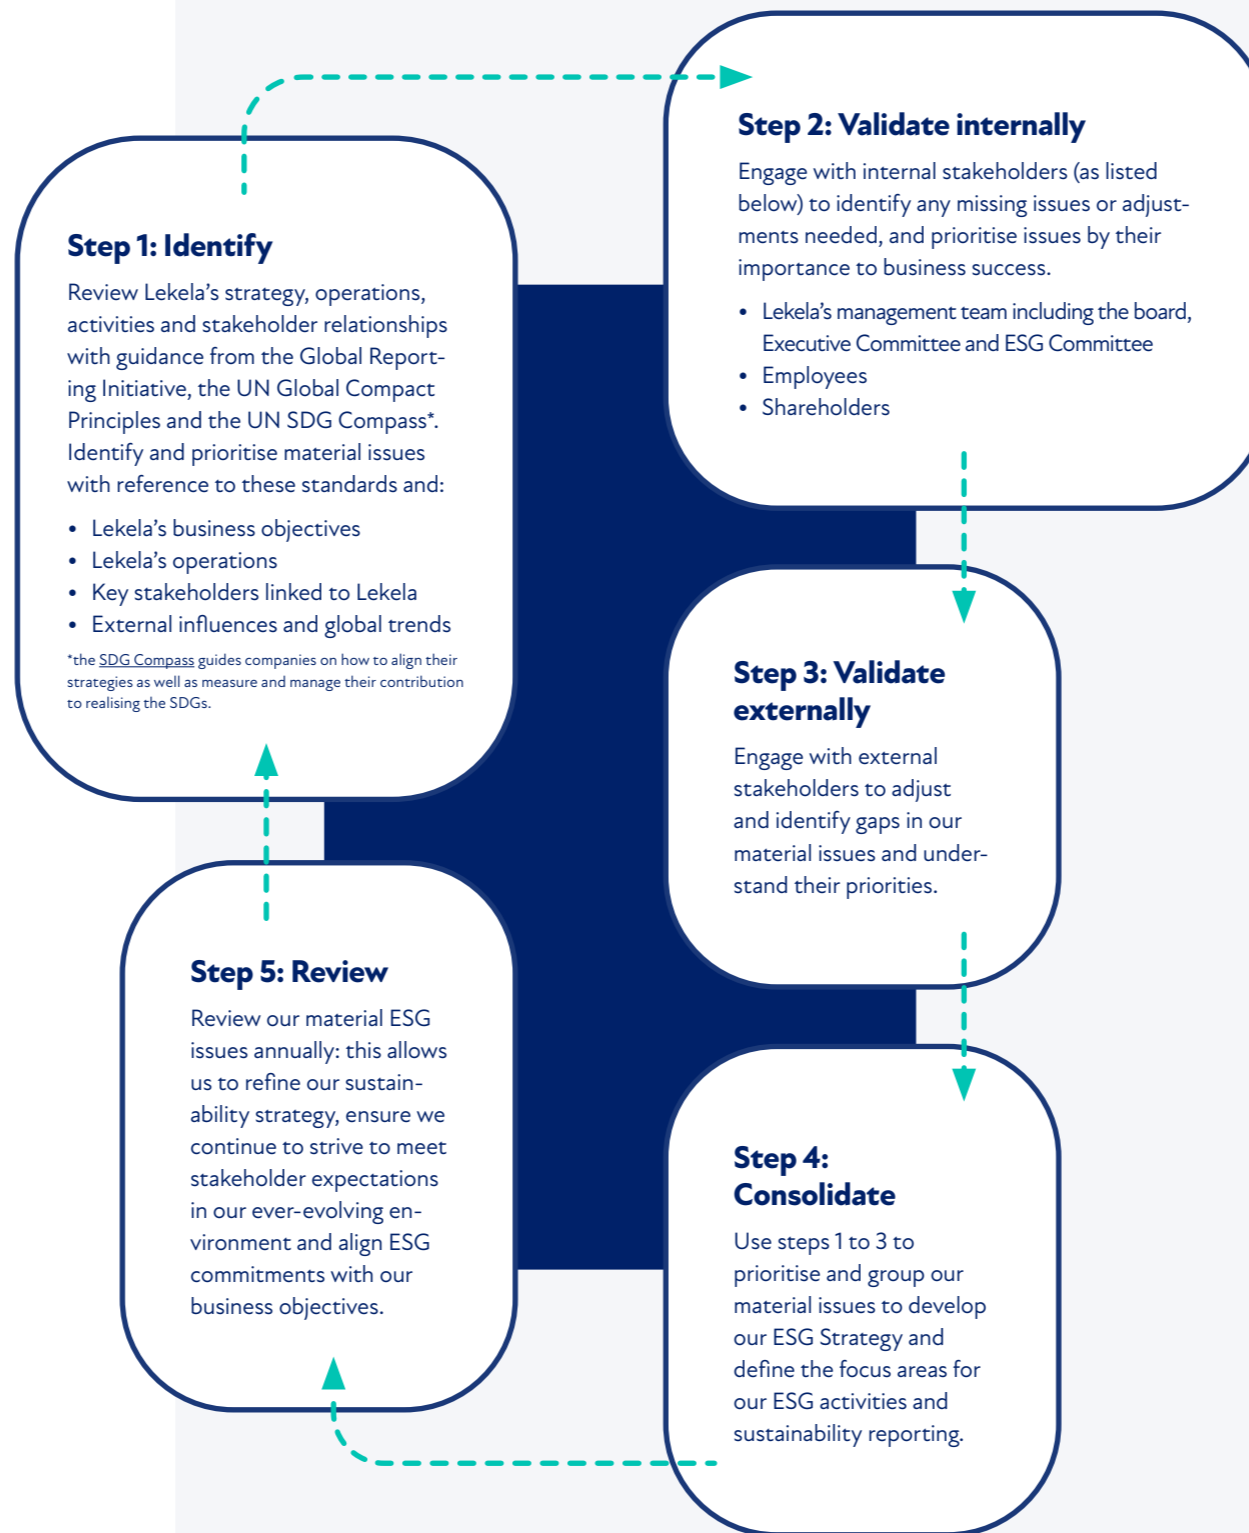 Step 1: Identify
Review Lekela’s strategy, operations,
activities and stakeholder relationships
with guidance from the Global Report-
ing Initiative, the UN Global Compact
Principles and the UN SDG Compass*.
Identify and prioritise material issues
with reference to these standards and:
• Lekela’s business objectives
• Lekela’s operations
• Key stakeholders linked to Lekela
• External influences and global trends
*the SDG Compass guides companies on how to align their
strategies as well as measure and manage their contribution
to realising the SDGs.
Step 2: Validate internally
Engage with internal stakeholders (as listed
below) to identify any missing issues or adjust-
ments needed, and prioritise issues by their
importance to business success.
• Lekela’s management team including the board,
Executive Committee and ESG Committee
• Employees
• Shareholders
Step 3: Validate
externally
Engage with external
stakeholders to adjust
and identify gaps in our
material issues and under-
stand their priorities.
Step 4:
Consolidate
Use steps 1 to 3 to
prioritise and group our
material issues to develop
our ESG Strategy and
define the focus areas for
our ESG activities and
sustainability reporting.
Step 5: Review
Review our material ESG
issues annually: this allows
us to refine our sustain-
ability strategy, ensure we
continue to strive to meet
stakeholder expectations
in our ever-evolving en-
vironment and align ESG
commitments with our
business objectives.